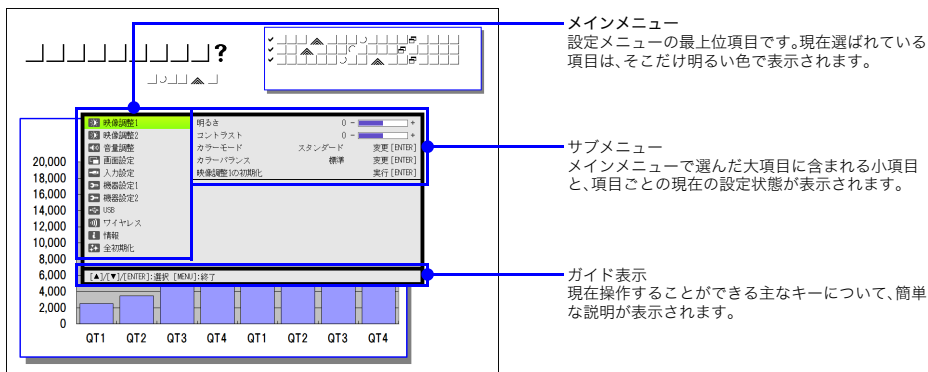 ?
メインメニュー
設定メニューの最上位項目です。現在選ばれている
項目は、そこだけ明るい色で表示されます。
映像調整1
映像調整2
音量調整
画面設定
入力設定
機器設定1
機器設定2
USB
ワイヤレス
情報
全初期化
明るさ 0 - +
コントラスト 0 - +
カラーモード スタンダード 変更[ENTER]
カラーバランス 標準 変更[ENTER]
映像調整1の初期化 実行[ENTER]
サブメニュー
メインメニューで選んだ大項目に含まれる小項目
と、項目ごとの現在の設定状態が表示されます。
[▲]/[▼]/[ENTER]:選択 [MENU]:終了
ガイド表示
現在操作することができる主なキーについて、簡単
な説明が表示されます。
20,000
18,000
16,000
14,000
12,000
10,000
8,000
6,000
4,000
2,000
0
QT1 QT2 QT3 QT4 QT1 QT2 QT3 QT4